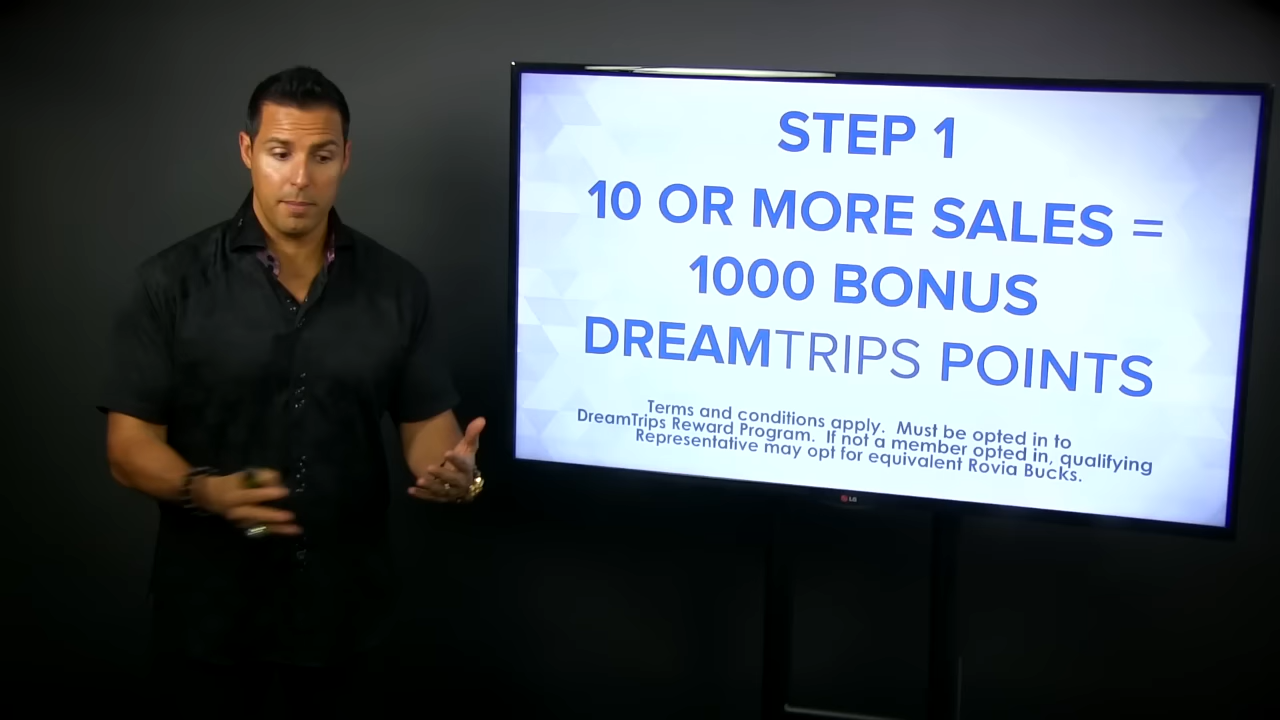 STEP 1
10 OR MORE SALES =
1000 BONUS
DREAMTRIPS POINTS
Terms and conditions apply. Must be opted in to
DreamTrips Reward Program. If not a member opted in, qualifying
Representative may opt for equivalent Rovia Bucks.
LG